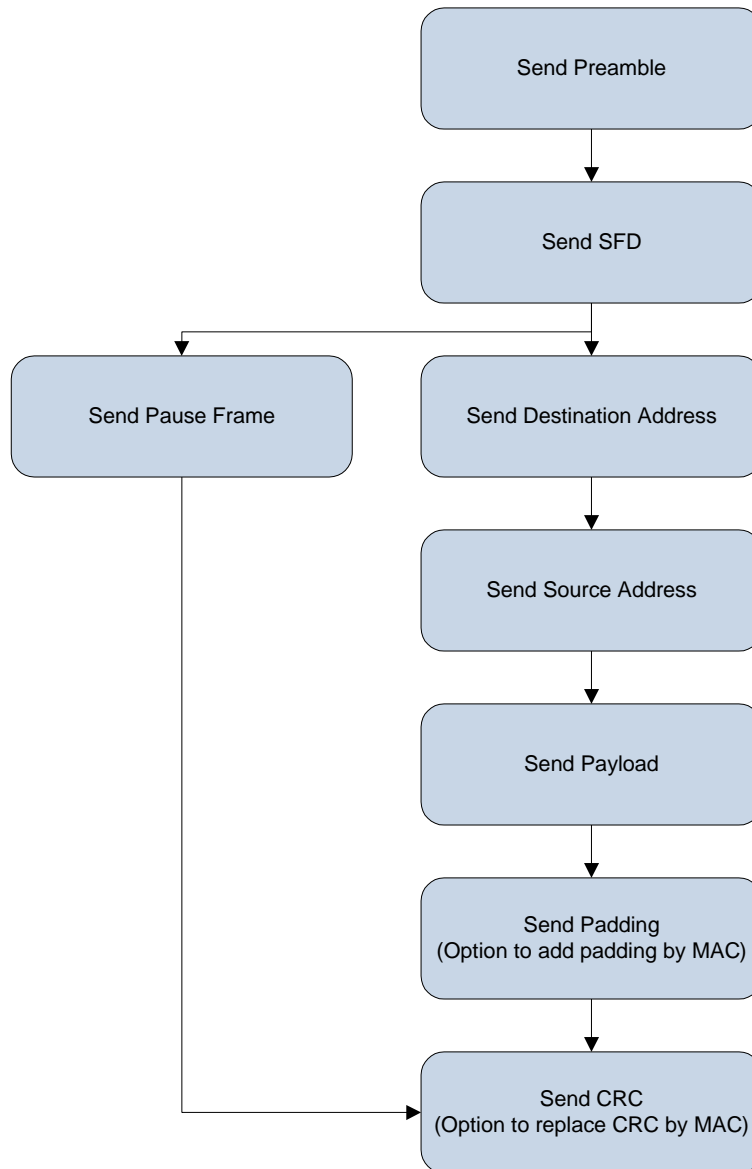 Send Preamble
Send SFD
Send Pause Frame
Send Destination Address
Send Source Address
Send Payload
Send Padding
(Option to add padding by MAC)
Send CRC
(Option to replace CRC by MAC)